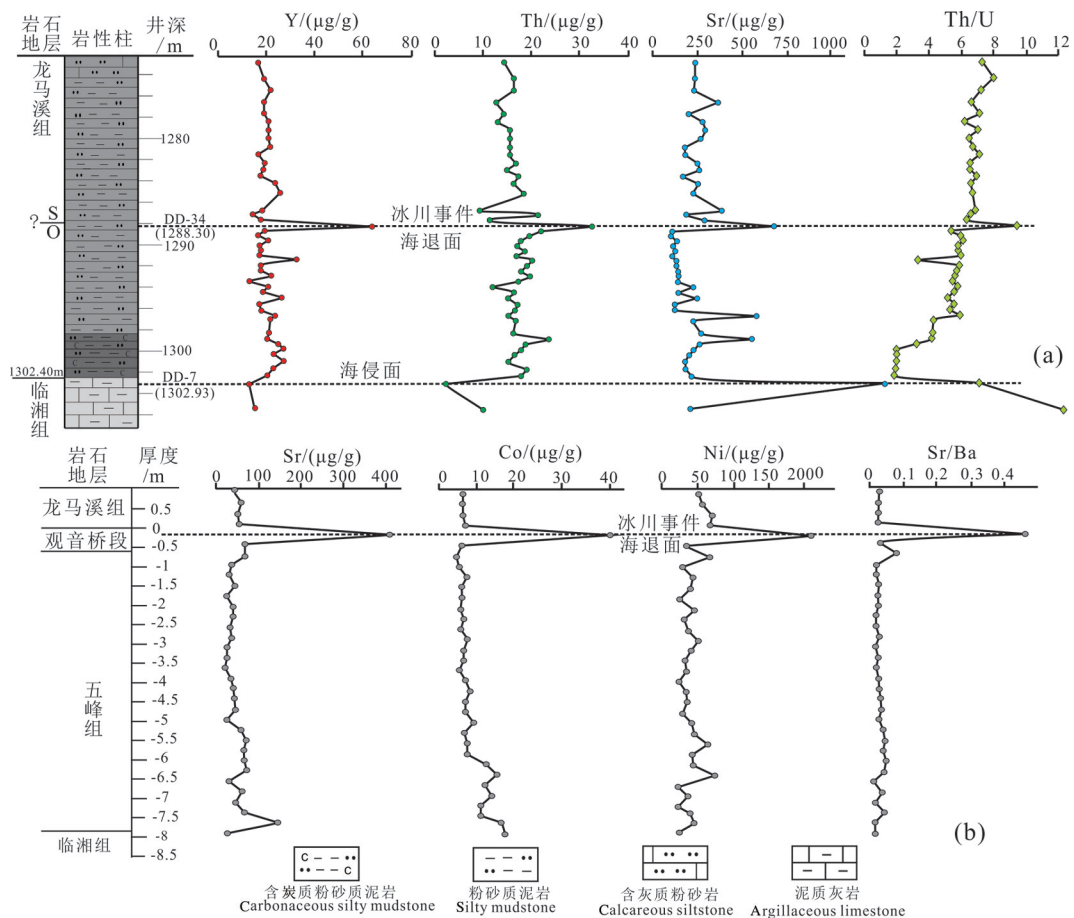 岩石
地层
岩性柱
井深
/m
Y/(μg/g)
Th/(μg/g)
Sr/(μg/g)
Th/U
0 20 40 60 80
0 10 20 30 40
0 500 1000
0 2 4 6 8 10 12
龙马溪组
1280
? S
O
DD-34
(1288.30)
冰川事件
海退面
1290
1300
1302.40m
DD-7
(1302.93)
海侵面
临湘组
(a)
岩石
地层
厚度
/m
Sr/(μg/g)
Co/(μg/g)
Ni/(μg/g)
Sr/Ba
0 100 200 300 400
0 10 20 30 40
0 50 100 150 2000
0 0.1 0.2 0.3 0.4
龙马溪组
0.5
0
冰川事件
海退面
观音桥段
-0.5
-1
-1.5
-2
-2.5
-3
-3.5
-4
五峰组
-4.5
-5
-5.5
-6
-6.5
-7
-7.5
-8
临湘组
-8.5
(b)
C C
含炭质粉砂质泥岩
Carbonaceous silty mudstone
粉砂质泥岩
Silty mudstone
含灰质粉砂岩
Calcareous siltstone
泥质灰岩
Argillaceous limestone